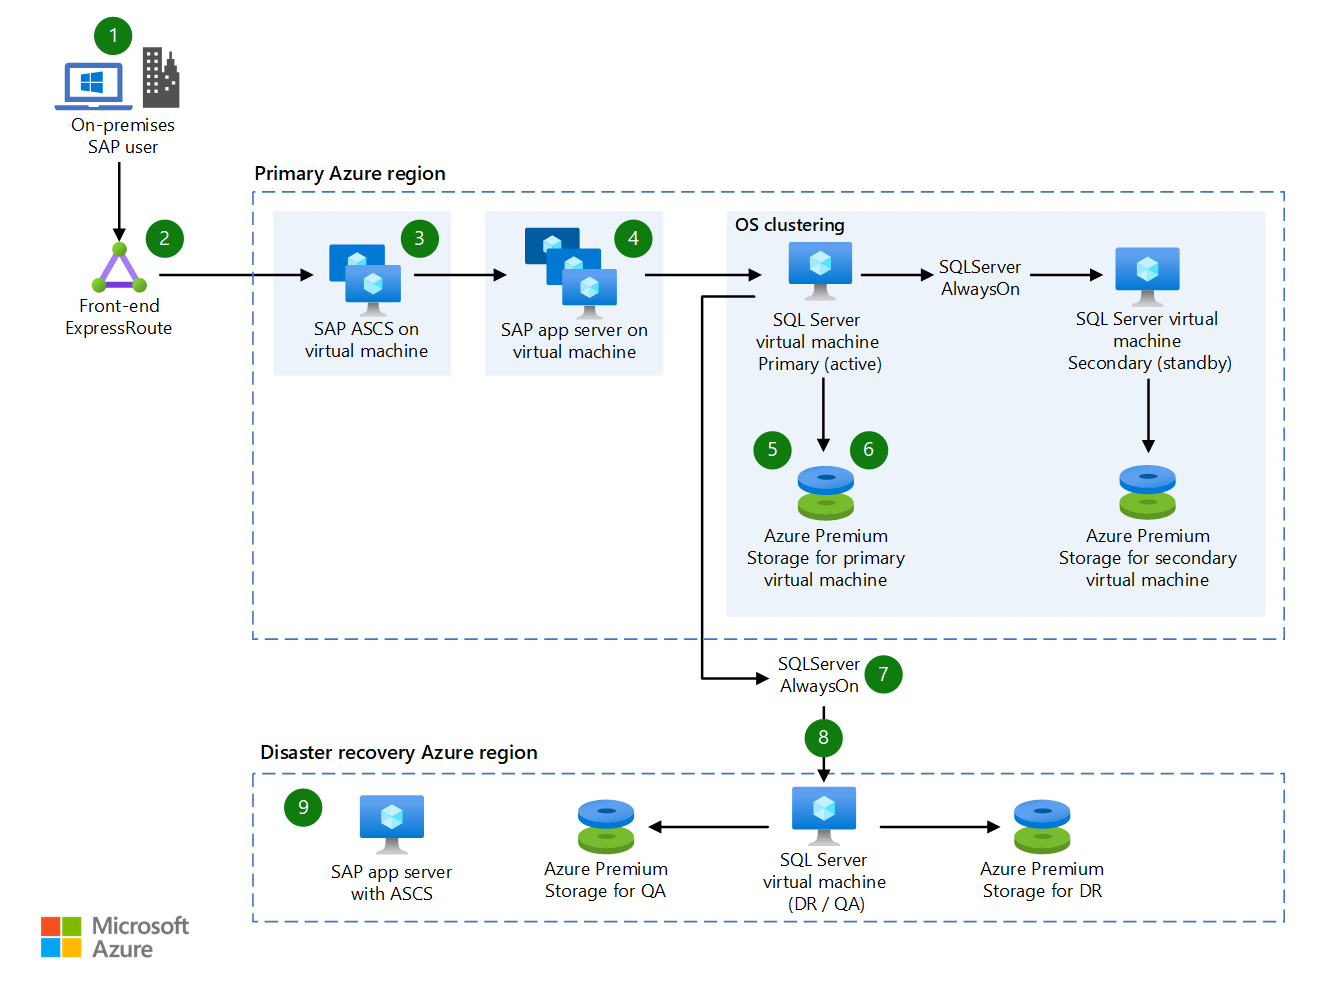 1
On-premises
SAP user
2
Front-end
ExpressRoute
Primary Azure region
3
SAP ASCS on
virtual machine
4
SAP app server on
virtual machine
OS clustering
SQL Server
virtual machine
Primary (active)
SQLServer
AlwaysOn
SQL Server virtual
machine
Secondary (standby)
5
6
Azure Premium
Storage for primary
virtual machine
Azure Premium
Storage for secondary
virtual machine
SQLServer
AlwaysOn
7
8
Disaster recovery Azure region
9
SAP app server
with ASCS
Azure Premium
Storage for QA
SQL Server
virtual machine
(DR / QA)
Azure Premium
Storage for DR
Microsoft
Azure